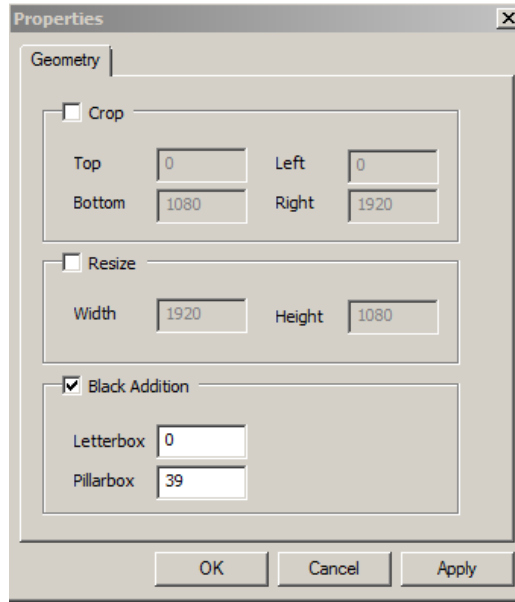 Properties
Geometry
Crop
Top 0 Left 0
Bottom 1080 Right 1920
Resize
Width 1920 Height 1080
Black Addition
Letterbox 0
Pillarbox 39
OK Cancel Apply